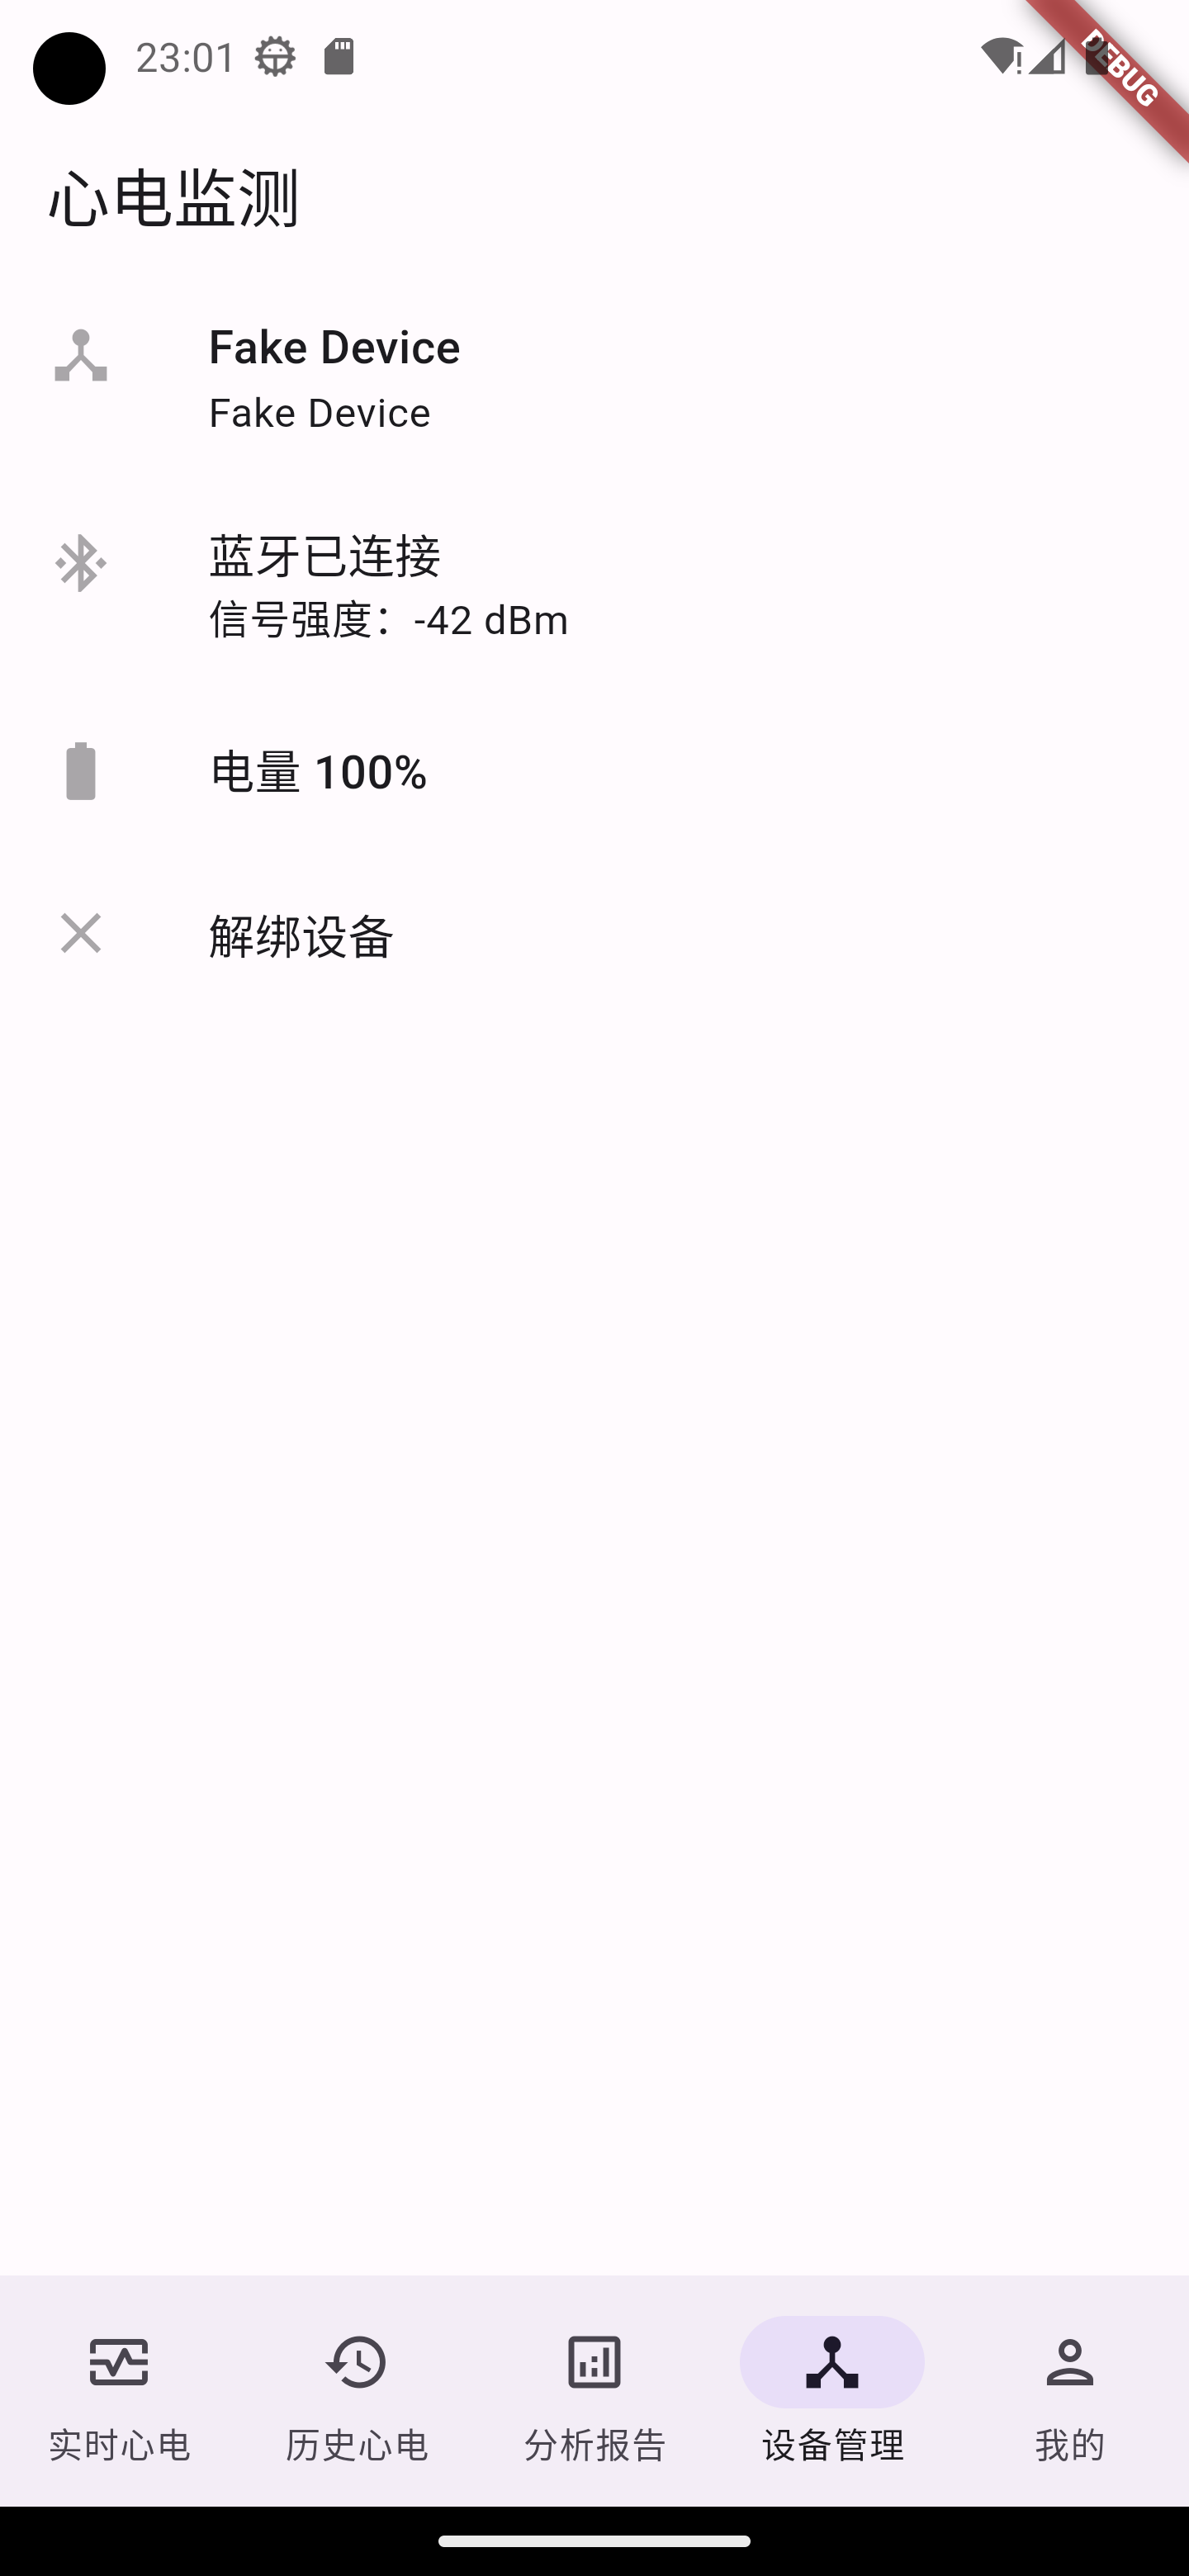 23:01
DEBUG
心电监测
Fake Device
Fake Device
蓝牙已连接
信号强度：-42 dBm
电量 100%
解绑设备
实时心电
历史心电
分析报告
设备管理
我的